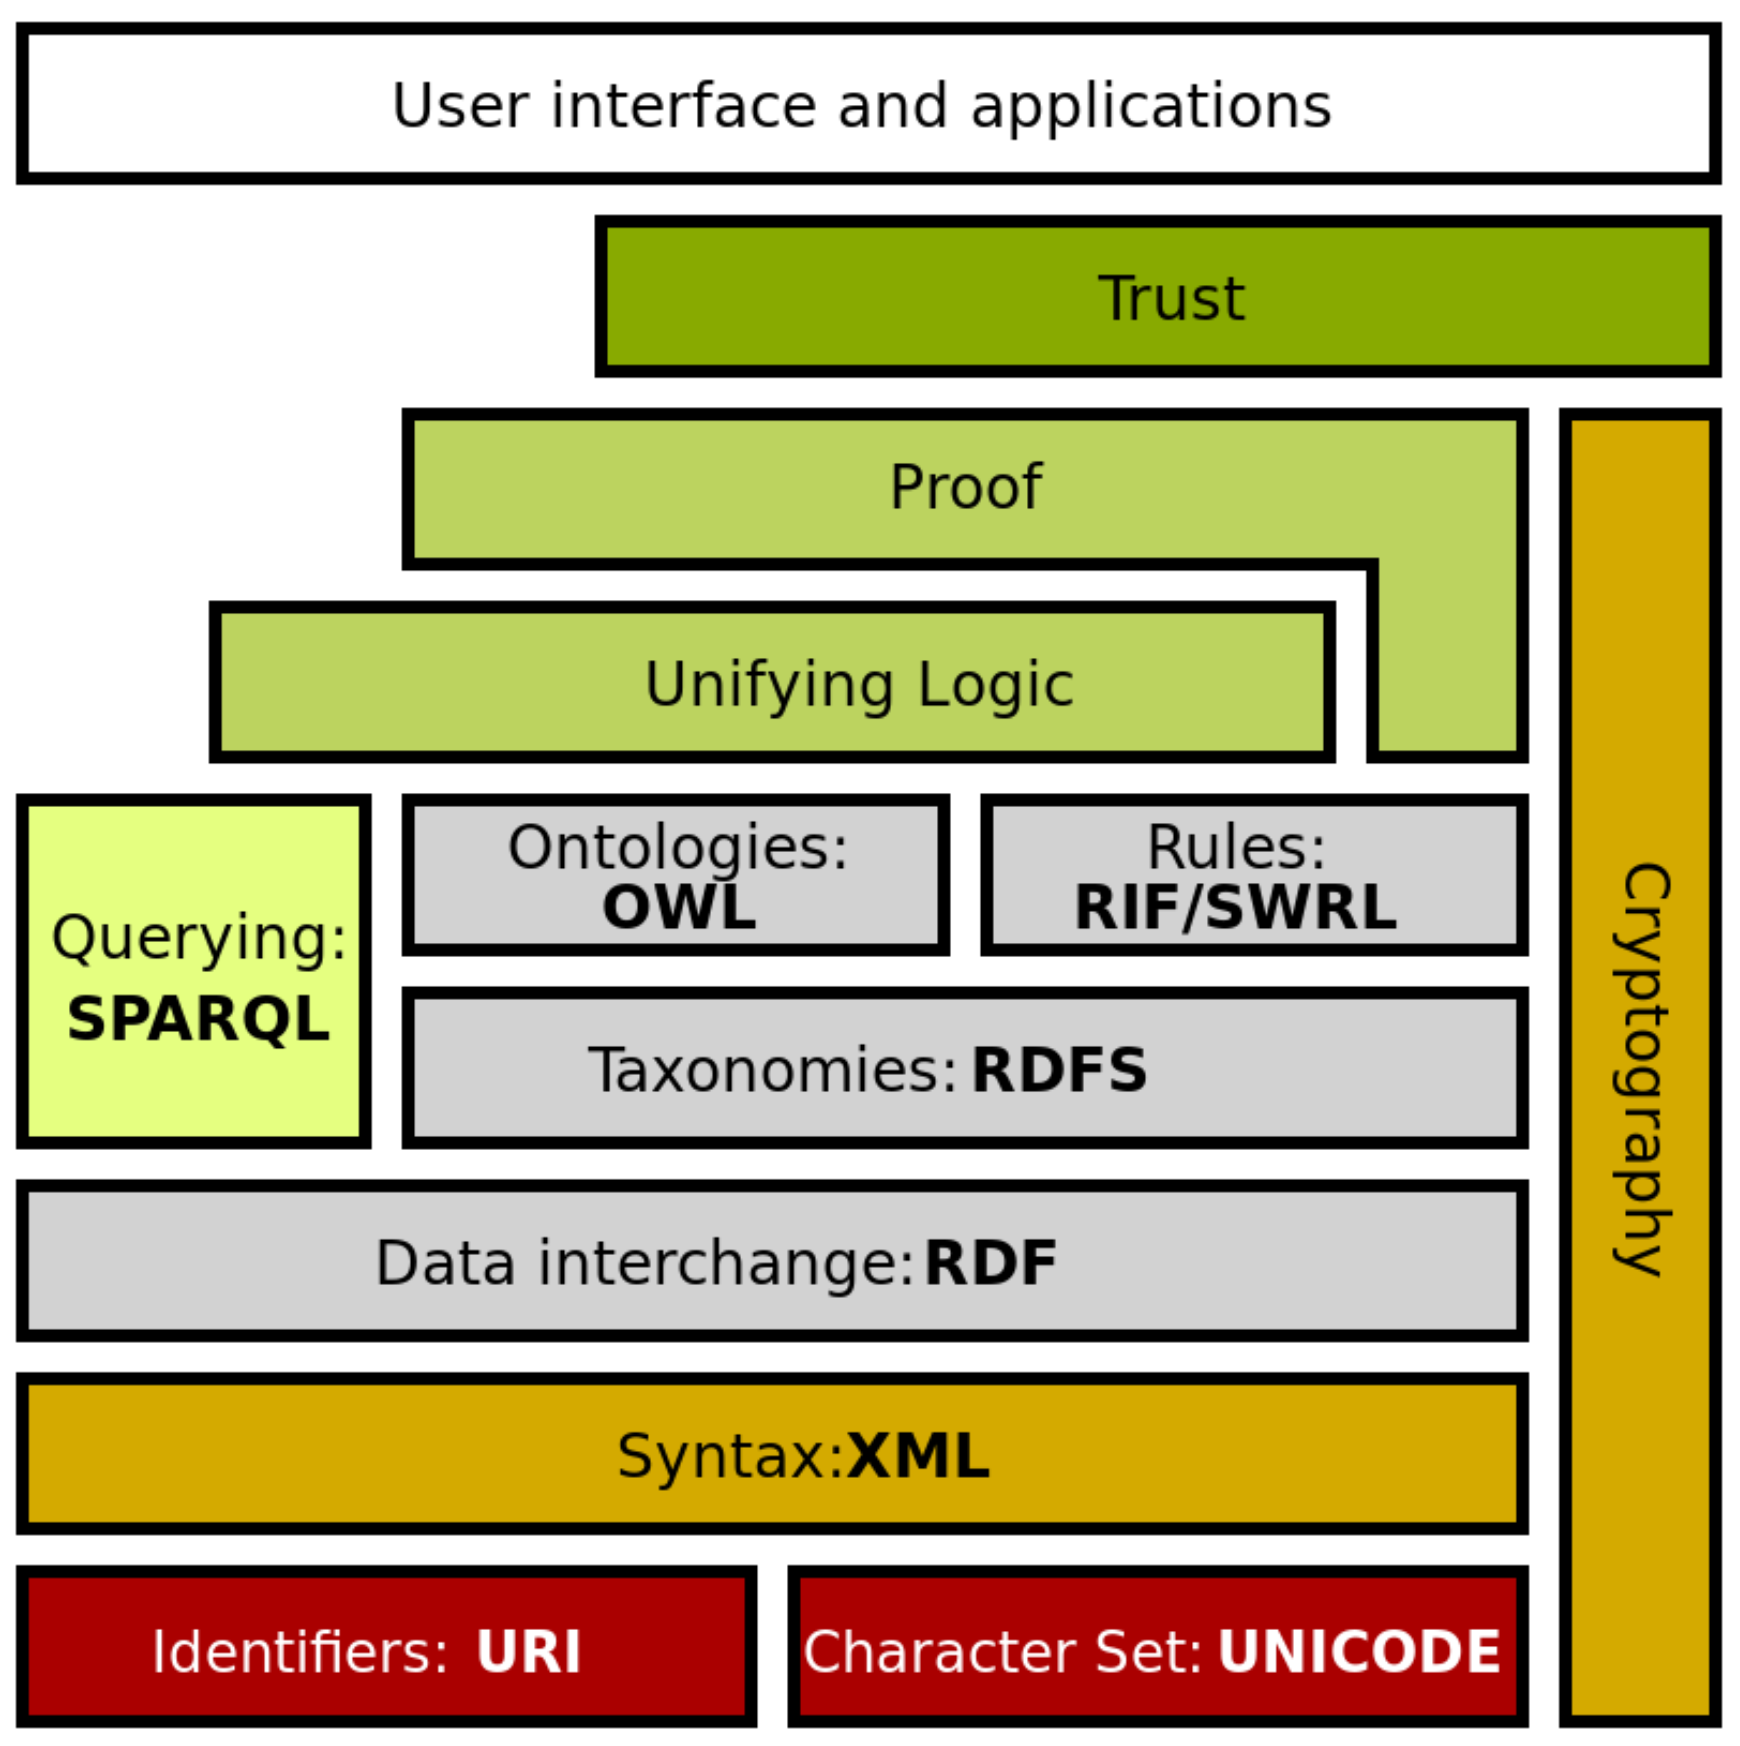 User interface and applications
Trust
Proof
Unifying Logic
Querying:
SPARQL
Ontologies:
OWL
Rules:
RIF/SWRL
Taxonomies: RDFS
Data interchange: RDF
Syntax:XML
Identifiers: URI
Character Set: UNICODE
Cryptography